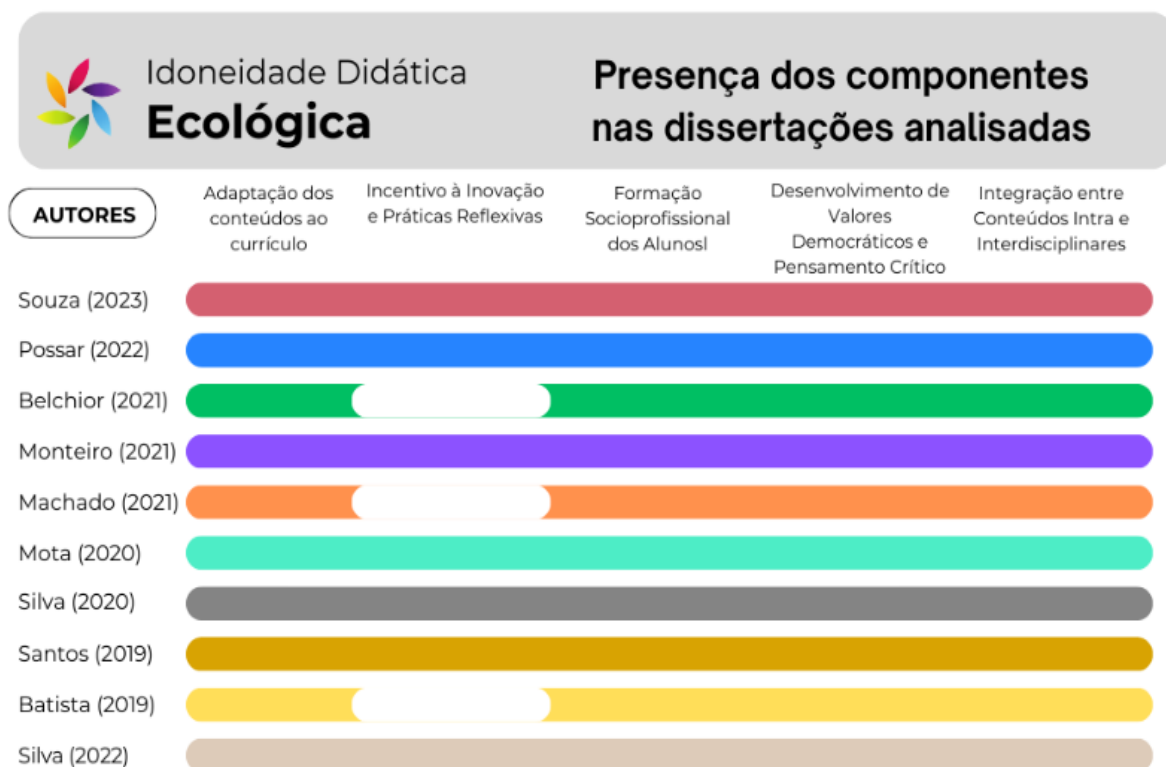 Idoneidade Didática
Ecológica
Presença dos componentes
nas dissertações analisadas
AUTORES
Adaptação dos
conteúdos ao
currículo
Incentivo à Inovação
e Práticas Reflexivas
Formação
Socioprofissional
dos Alunosl
Desenvolvimento de
Valores
Democráticos e
Pensamento Crítico
Integração entre
Conteúdos Intra e
Interdisciplinares
Souza (2023)
Possar (2022)
Belchior (2021)
Monteiro (2021)
Machado (2021)
Mota (2020)
Silva (2020)
Santos (2019)
Batista (2019)
Silva (2022)